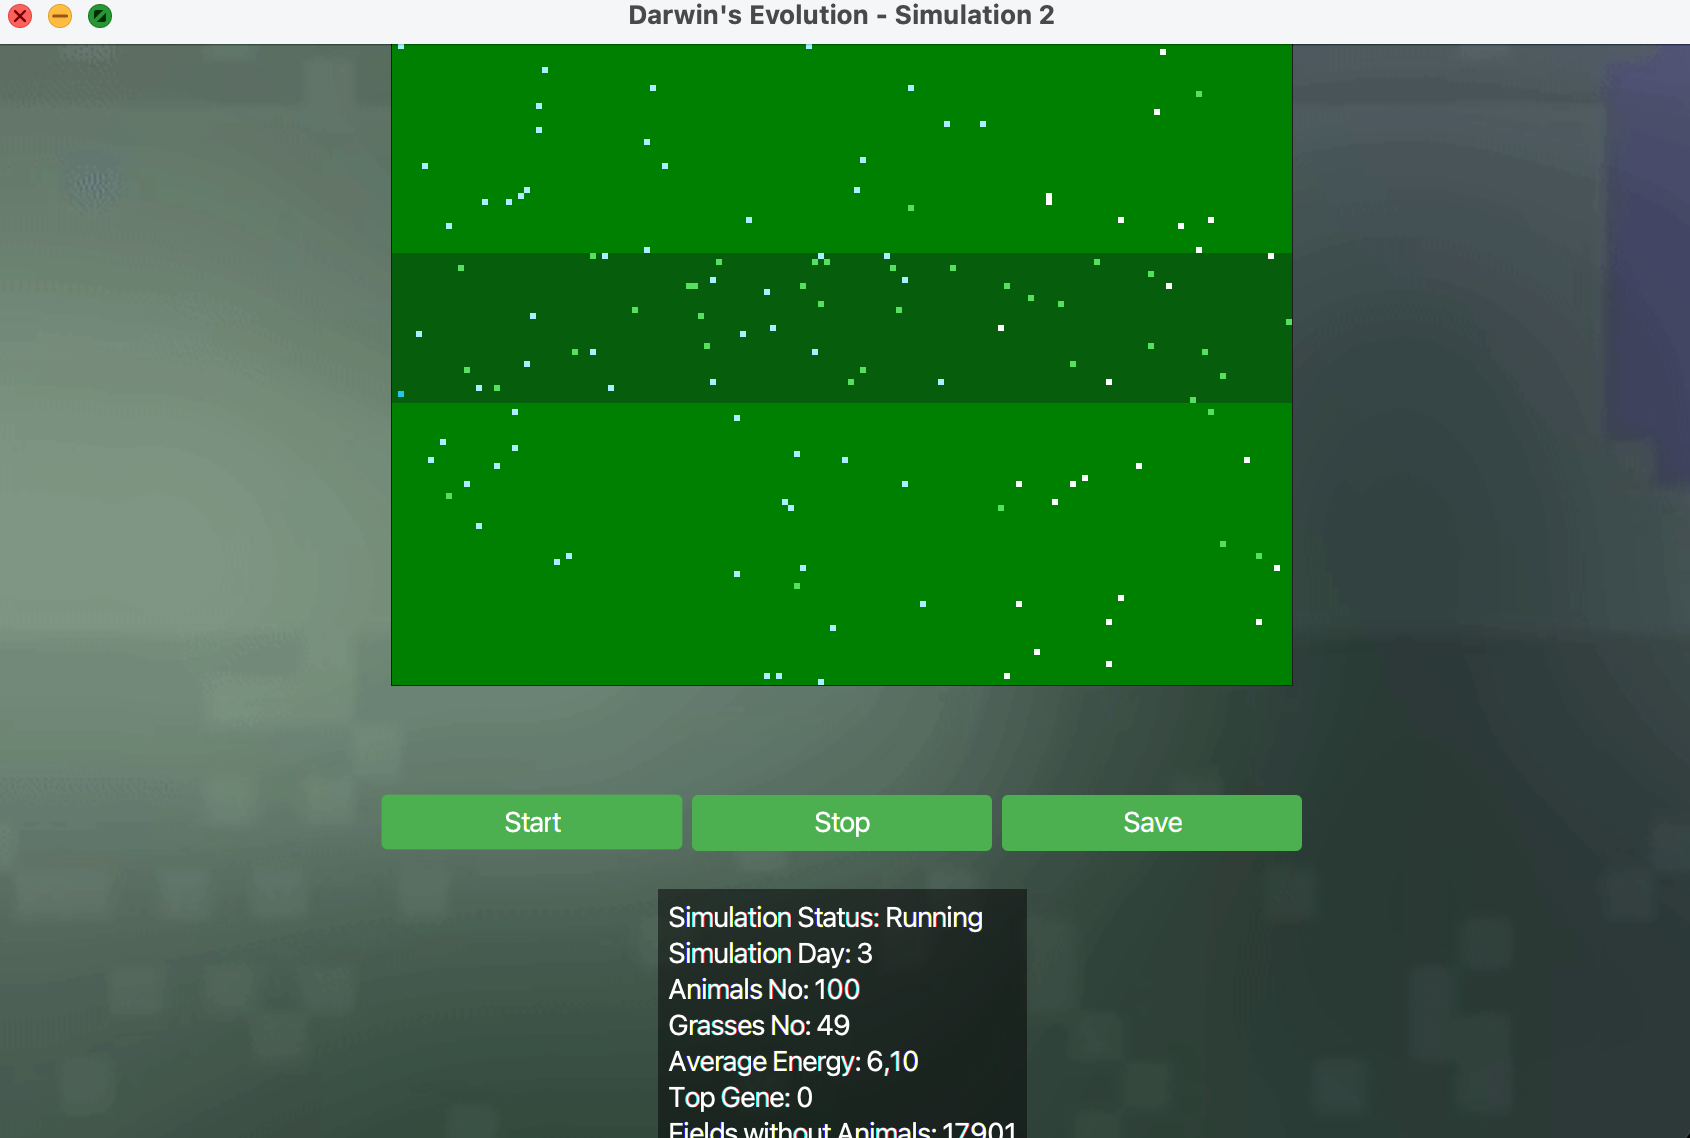 Darwin's Evolution - Simulation 2
Start Stop Save
Simulation Status: Running
Simulation Day: 3
Animals No: 100
Grasses No: 49
Average Energy: 6,10
Top Gene: 0
Fields without Animals: 17901